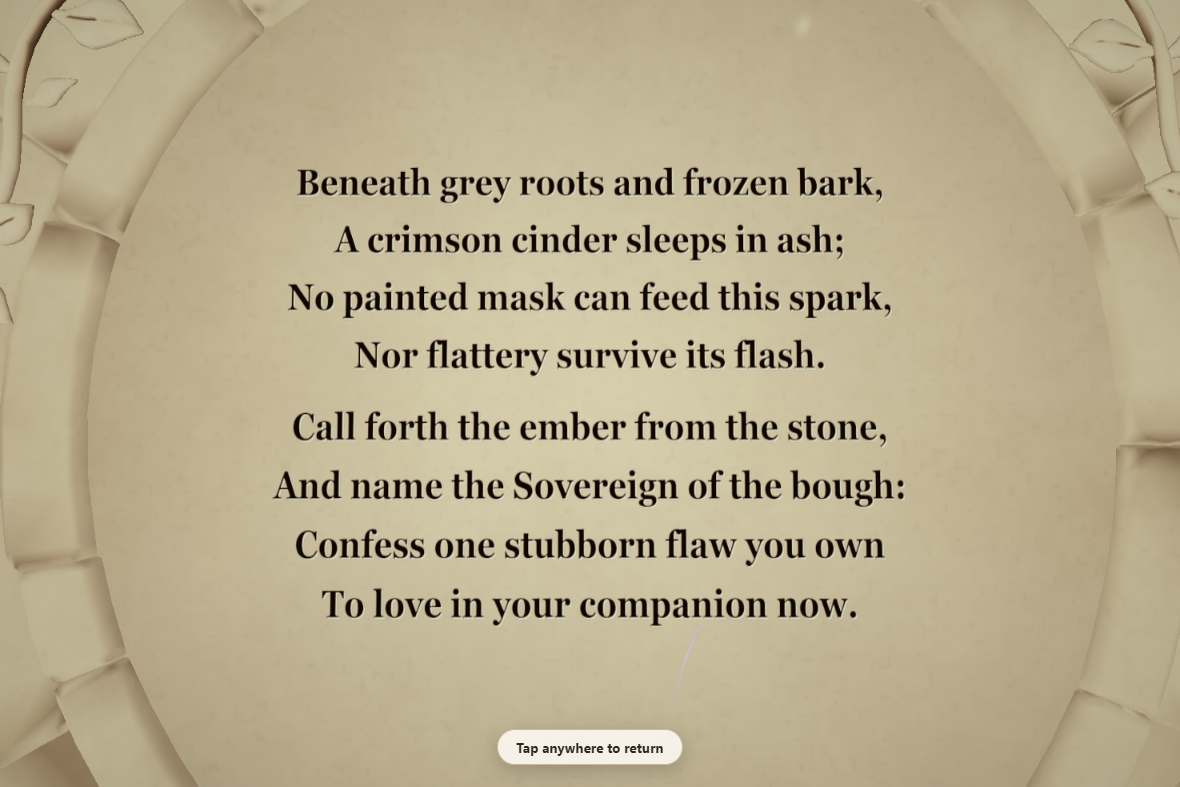 Beneath grey roots and frozen bark,
A crimson cinder sleeps in ash;
No painted mask can feed this spark,
Nor flattery survive its flash.
Call forth the ember from the stone,
And name the Sovereign of the bough:
Confess one stubborn flaw you own
To love in your companion now.
Tap anywhere to return